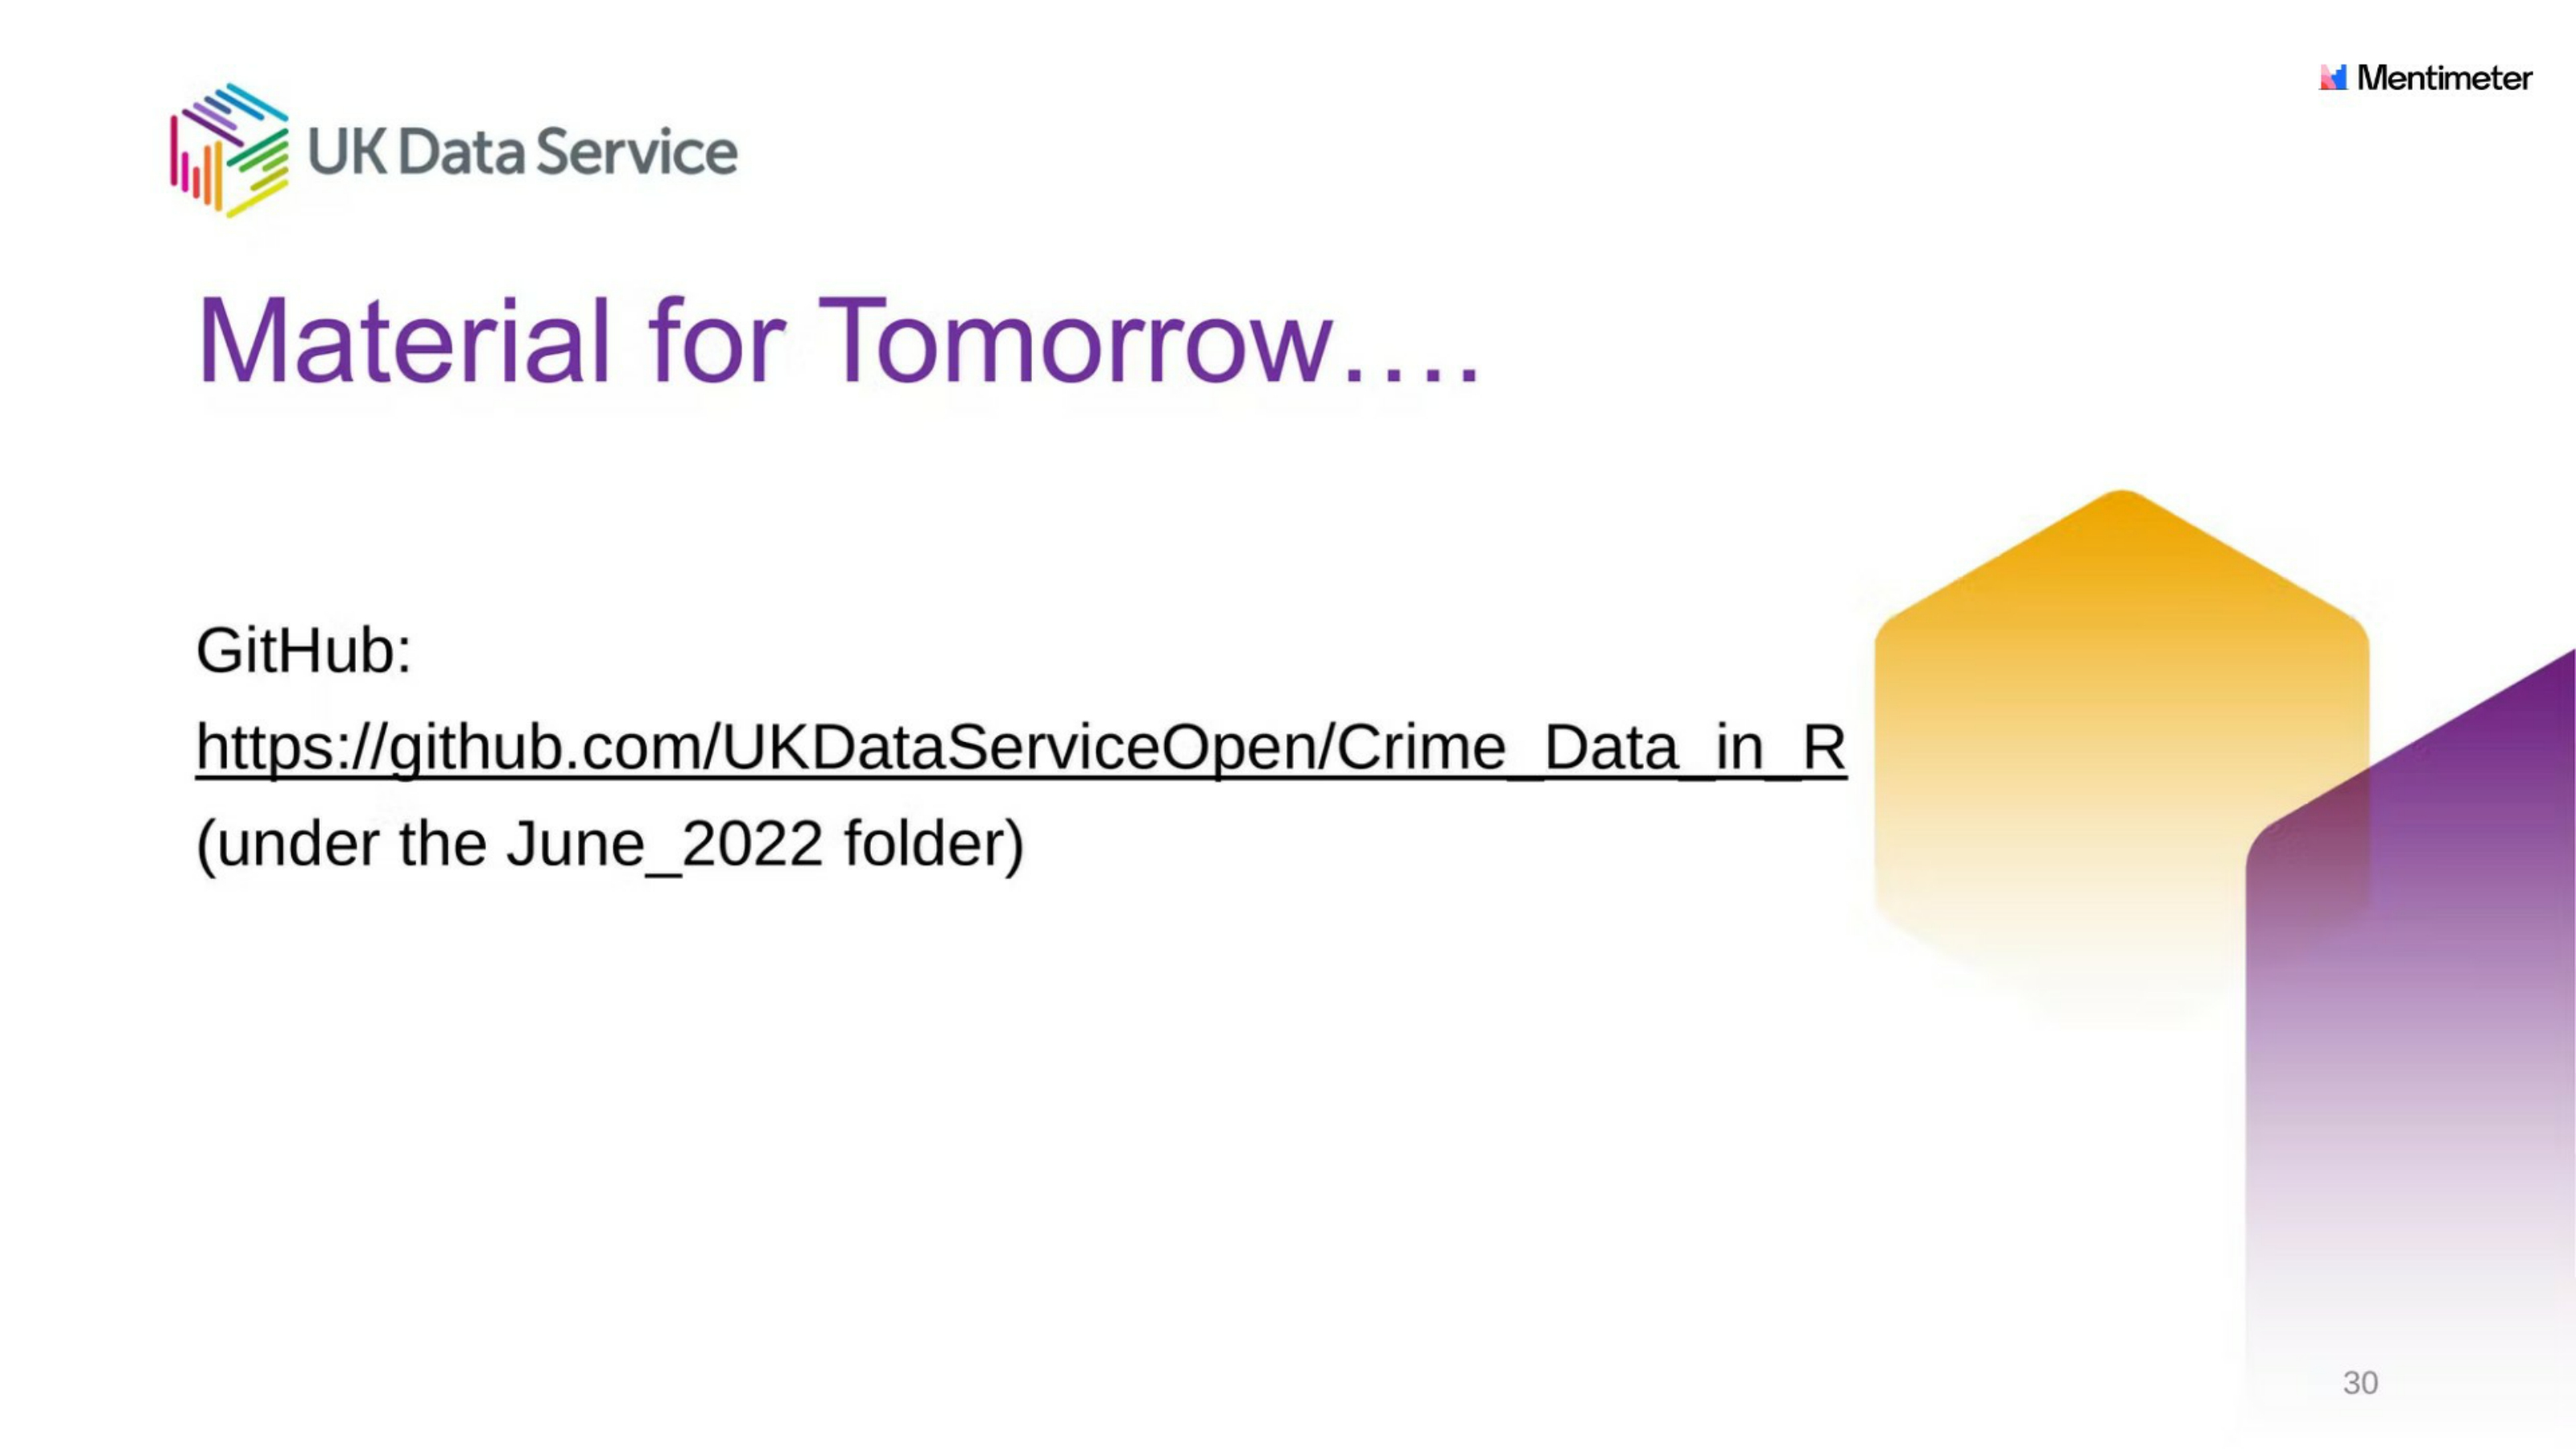 Mentimeter
UK Data Service
Material for Tomorrow….
GitHub:
https://github.com/UKDataServiceOpen/Crime_Data_in_R
(under the June_2022 folder)
30